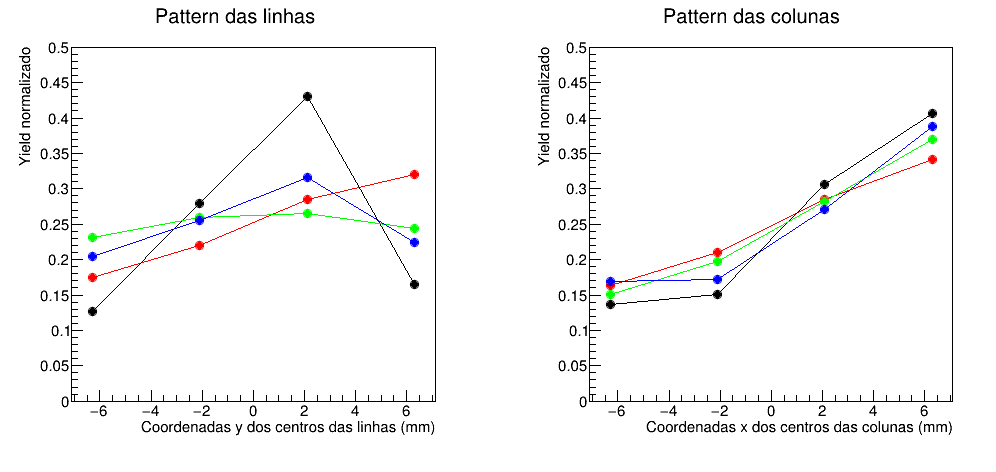 Pattern das linhas
Yield normalizado
0.5
0.45
0.4
0.35
0.3
0.25
0.2
0.15
0.1
0.05
0
−6 −4 −2 0 2 4 6
Coordenadas y dos centros das linhas (mm)
Pattern das colunas
Yield normalizado
0.5
0.45
0.4
0.35
0.3
0.25
0.2
0.15
0.1
0.05
0
−6 −4 −2 0 2 4 6
Coordenadas x dos centros das colunas (mm)